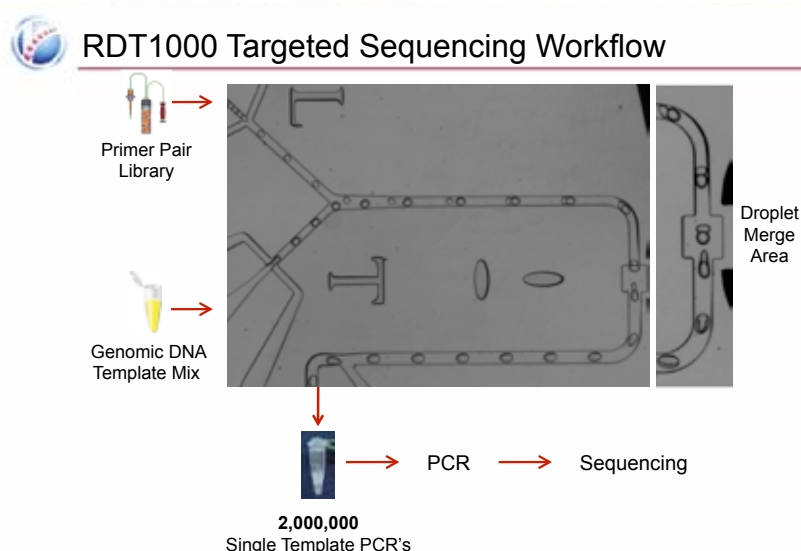 RDT1000 Targeted Sequencing Workflow
Primer Pair
Library
Droplet
Merge
Area
Genomic DNA
Template Mix
PCR
Sequencing
2,000,000
Single Template PCR's